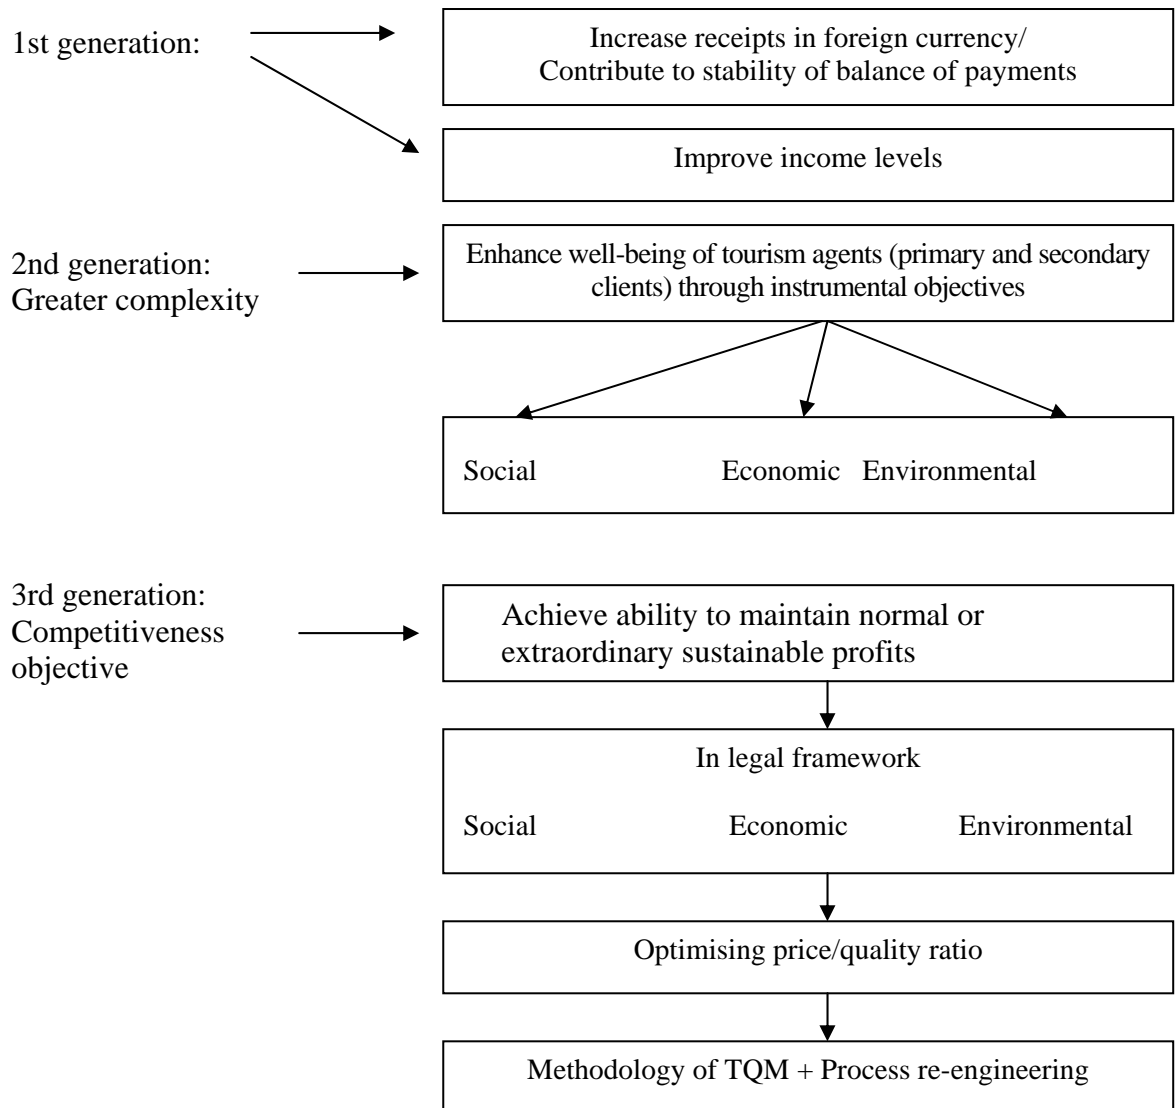 1st generation:
Increase receipts in foreign currency/
Contribute to stability of balance of payments
Improve income levels
2nd generation:
Greater complexity
Enhance well-being of tourism agents (primary and secondary
clients) through instrumental objectives
Social Economic Environmental
3rd generation:
Competitiveness
objective
Achieve ability to maintain normal or
extraordinary sustainable profits
In legal framework
Social Economic Environmental
Optimising price/quality ratio
Methodology of TQM + Process re-engineering